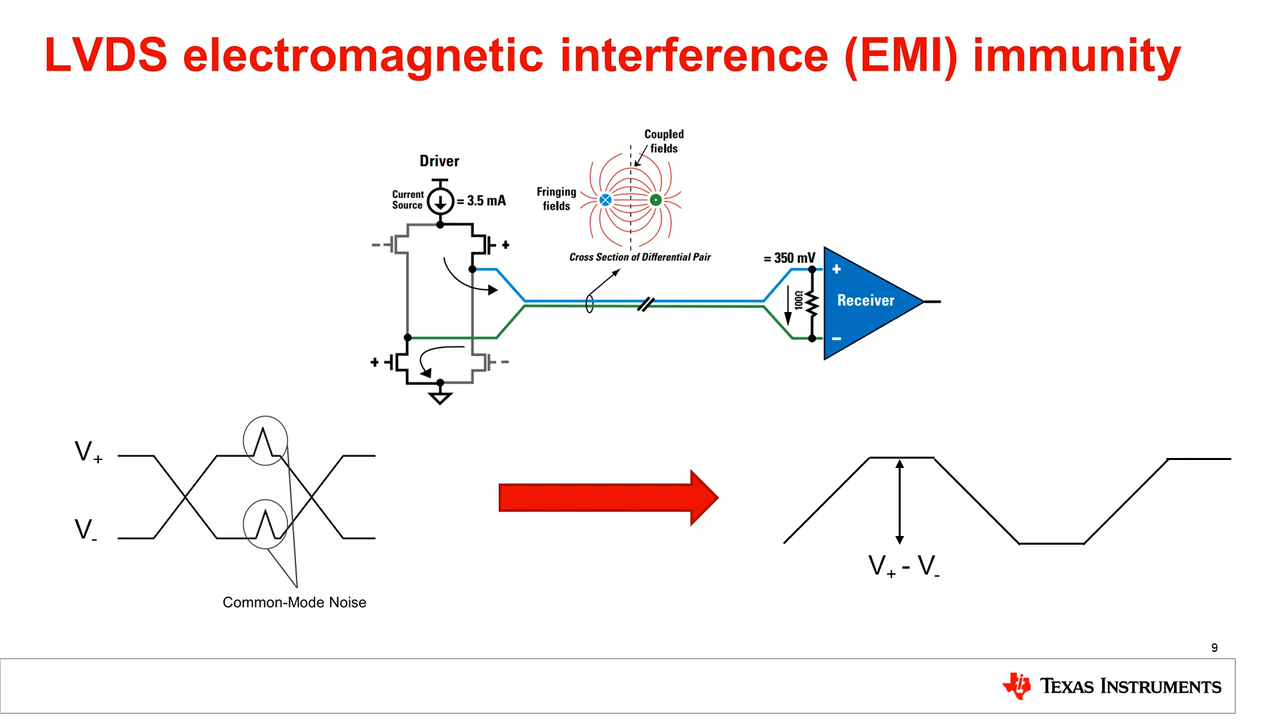 LVDS electromagnetic interference (EMI) immunity
Coupled
fields
Driver
Current
Source
= 3.5 mA
Fringing
fields
− +
Cross Section of Differential Pair
= 350 mV
+
100Ω
Receiver
−
+ −
V+
V-
Common-Mode Noise
V+ - V-
9
TEXAS INSTRUMENTS